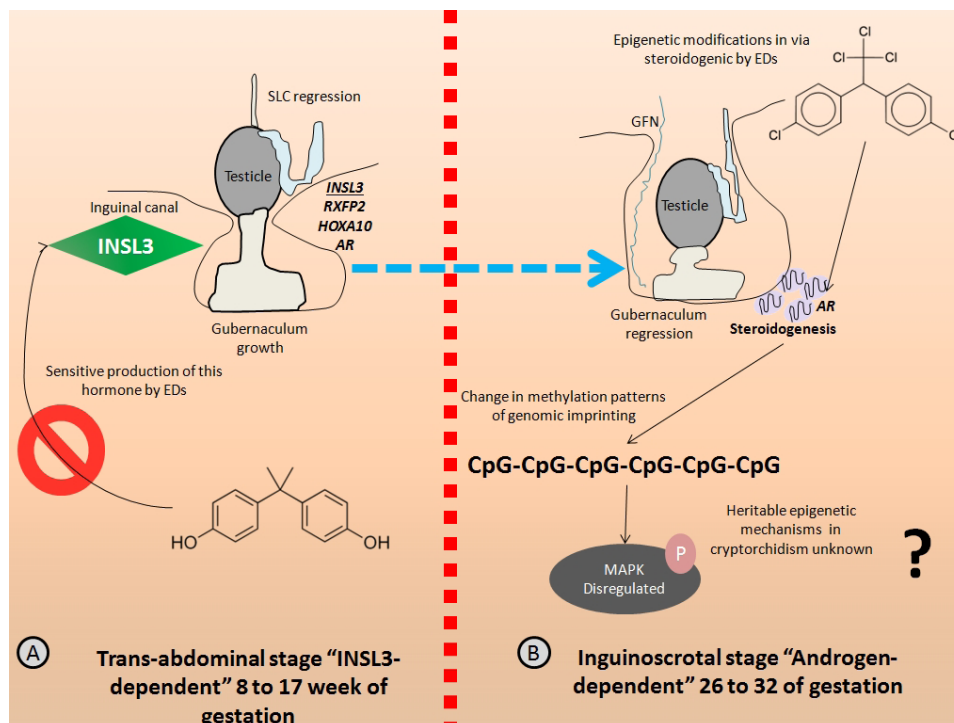 SLC regression
Testicle
INSL3
RXFP2
HOXA10
AR
Inguinal canal
INSL3
Gubernaculum
growth
Sensitive production of this
hormone by EDs
HO
OH
A
Trans-abdominal stage “INSL3-
dependent” 8 to 17 week of
gestation
Epigenetic modifications in via
steroidogenic by EDs
Cl
Cl
Cl
Cl
GFN
Testicle
Gubernaculum
regression
AR
Steroidogenesis
Change in methylation patterns
of genomic imprinting
CpG-CpG-CpG-CpG-CpG-CpG
Heritable epigenetic
mechanisms in
cryptorchidism unknown
?
P
MAPK
Disregulated
B
Inguinoscrotal stage “Androgen-
dependent” 26 to 32 of gestation